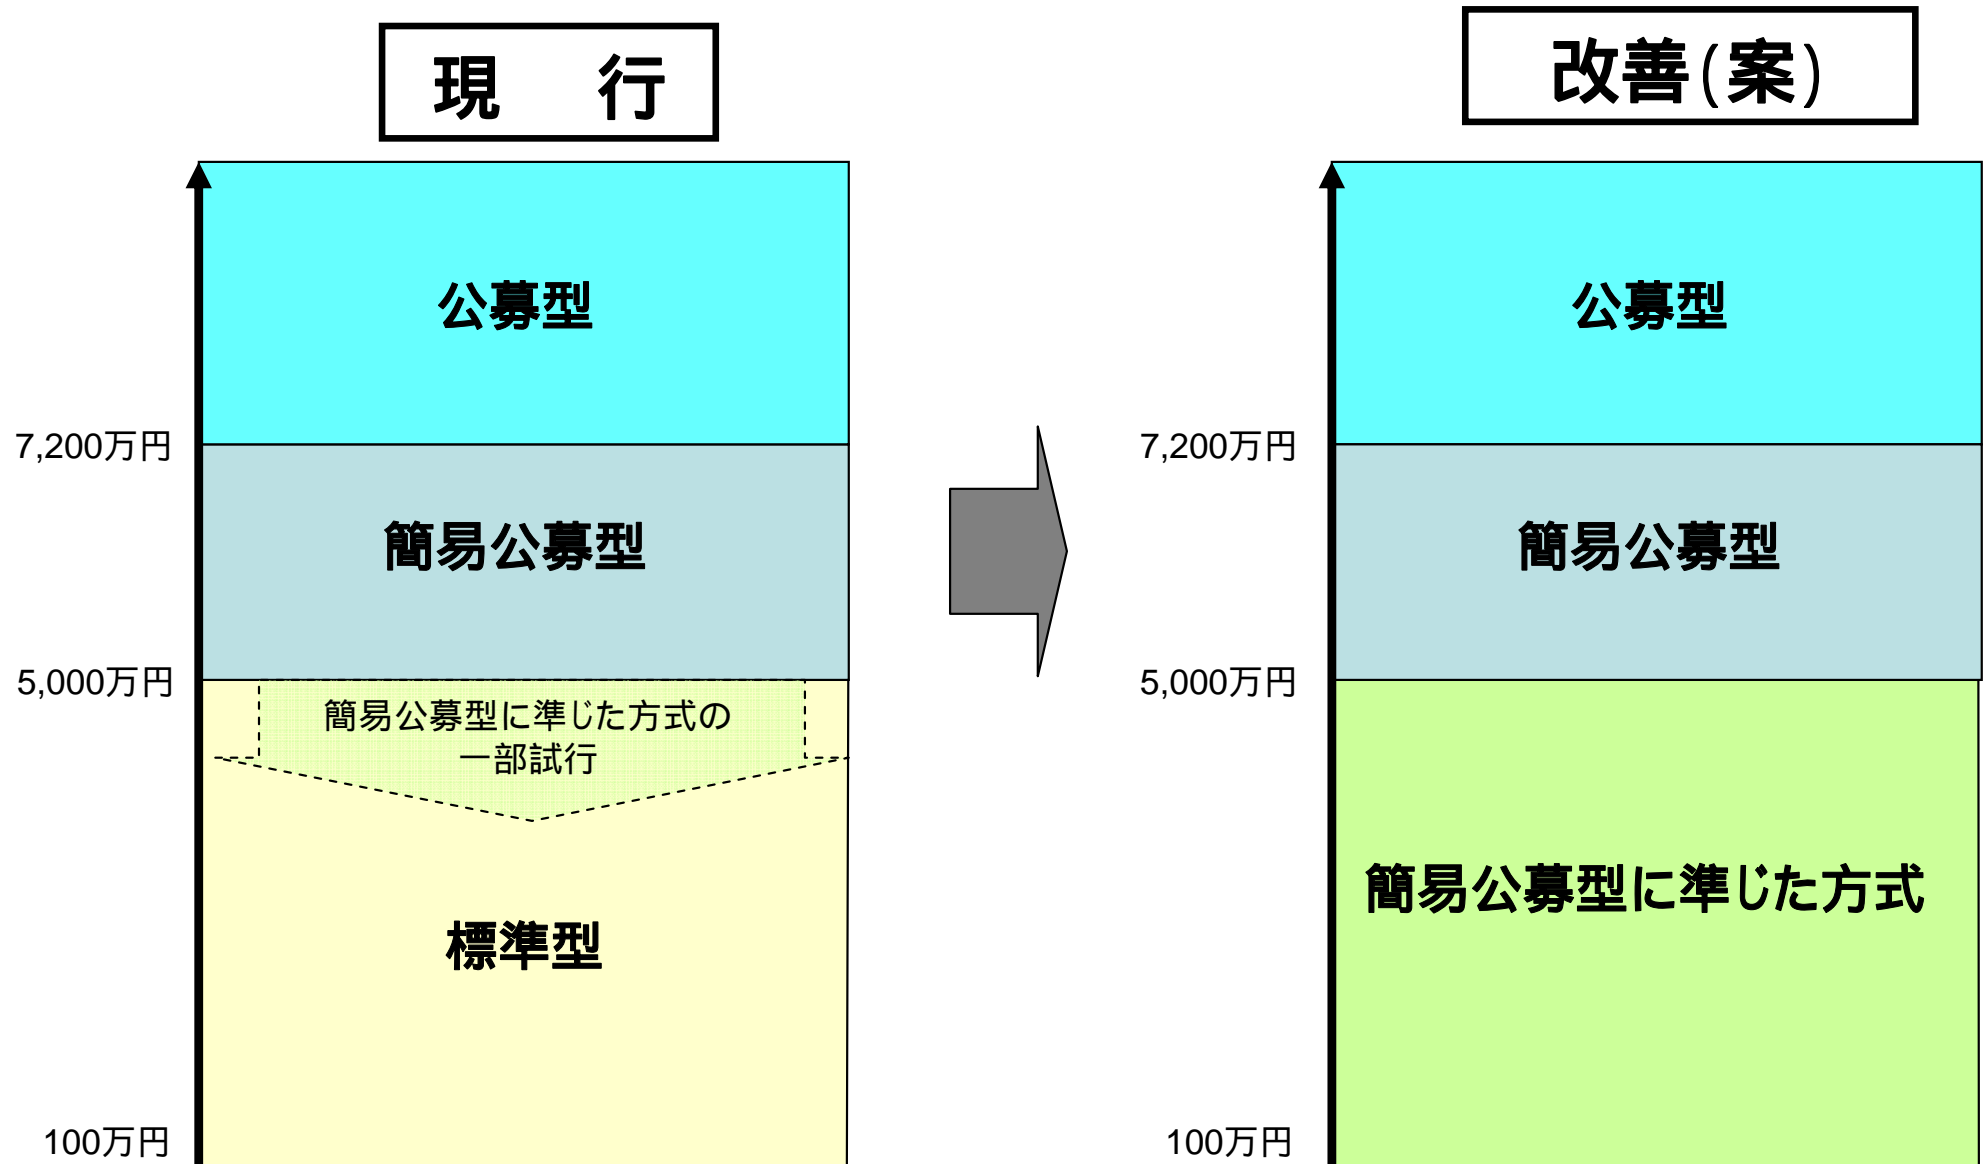 現　行
公募型
7,200万円
簡易公募型
5,000万円
簡易公募型に準じた方式の
一部試行
標準型
100万円
改善(案)
公募型
7,200万円
簡易公募型
5,000万円
簡易公募型に準じた方式
100万円